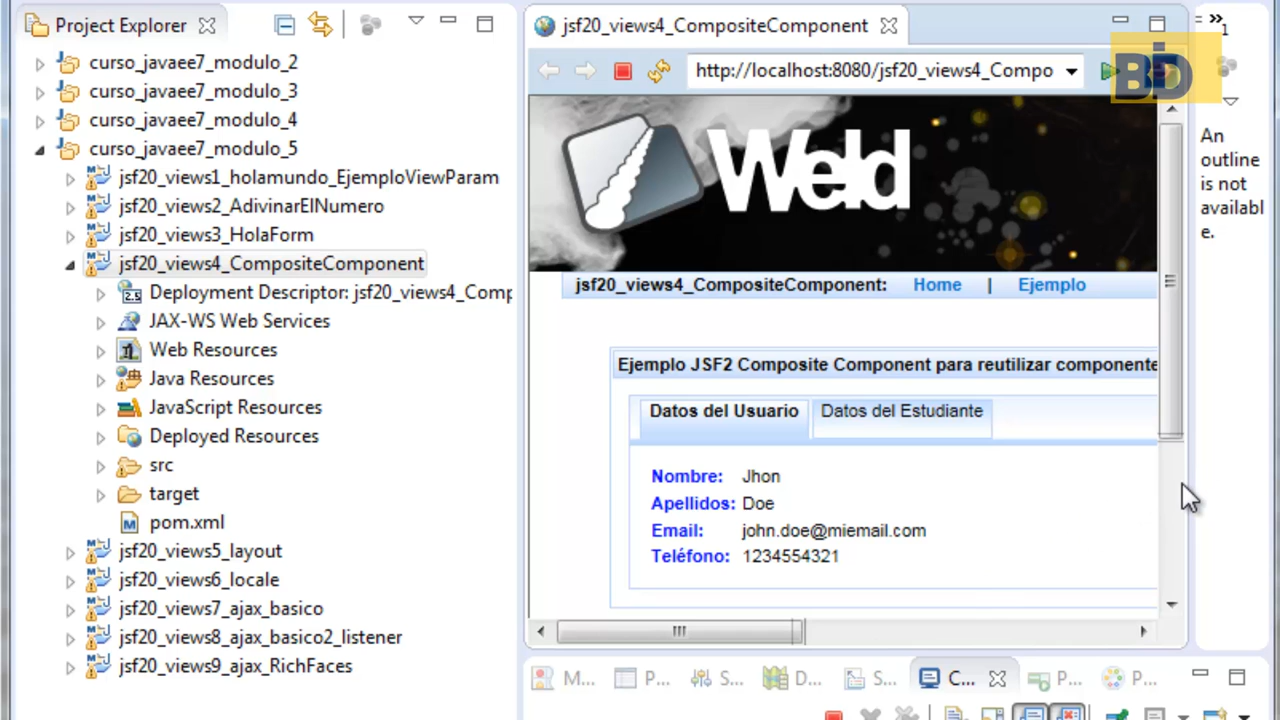 Project Explorer
curso_javaee7_modulo_2
curso_javaee7_modulo_3
curso_javaee7_modulo_4
curso_javaee7_modulo_5
jsf20_views1_holamundo_EjemploViewParam
jsf20_views2_AdivinarElNumero
jsf20_views3_HolaForm
jsf20_views4_CompositeComponent
Deployment Descriptor: jsf20_views4_Comp
JAX-WS Web Services
Web Resources
Java Resources
JavaScript Resources
Deployed Resources
src
target
pom.xml
jsf20_views5_layout
jsf20_views6_locale
jsf20_views7_ajax_basico
jsf20_views8_ajax_basico2_listener
jsf20_views9_ajax_RichFaces
jsf20_views4_CompositeComponent
http://localhost:8080/jsf20_views4_Compo
Weld
jsf20_views4_CompositeComponent: Home | Ejemplo
Ejemplo JSF2 Composite Component para reutilizar componente
Datos del Usuario Datos del Estudiante
Nombre: Jhon
Apellidos: Doe
Email: john.doe@miemail.com
Teléfono: 1234554321
M... P... S... D... S... C... P... P...
1
BD
An
outline
is not
availabl
e.